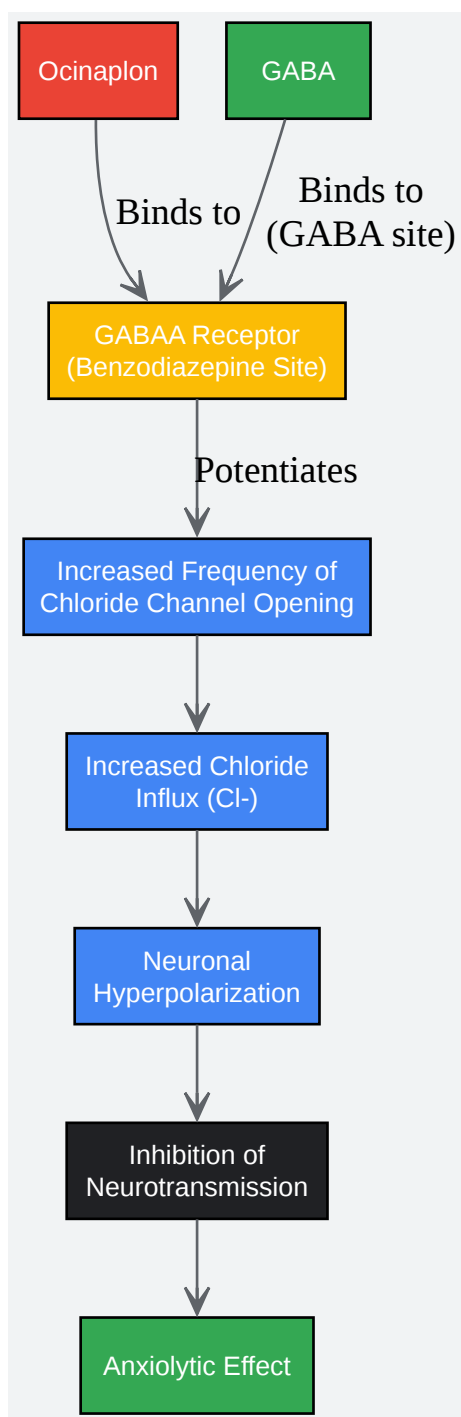 Ocinaplon
GABA
Binds to
Binds to
(GABA site)
GABAA Receptor
(Benzodiazepine Site)
Potentiates
Increased Frequency of
Chloride Channel Opening
Increased Chloride
Influx (Cl-)
Neuronal
Hyperpolarization
Inhibition of
Neurotransmission
Anxiolytic Effect